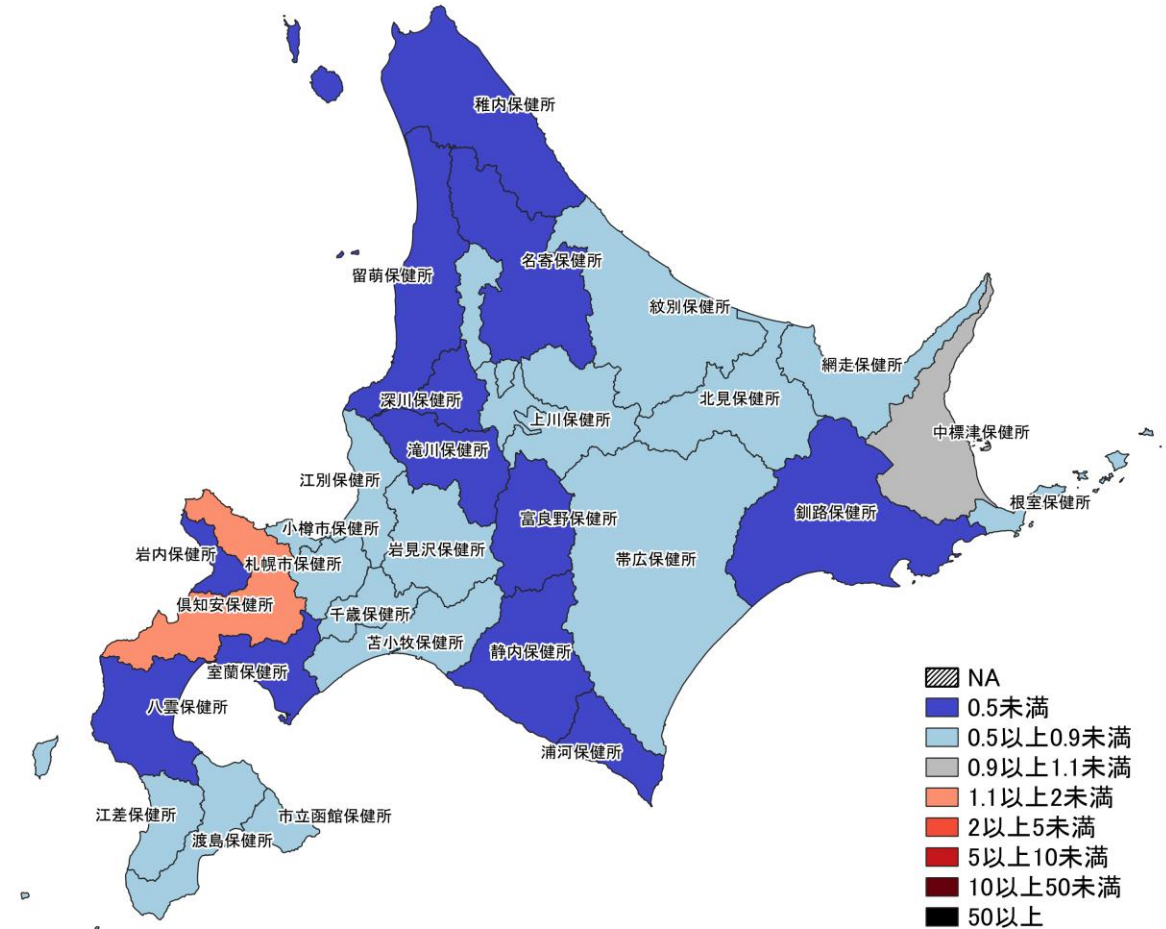 稚内保健所
名寄保健所
留萌保健所
紋別保健所
網走保健所
深川保健所
北見保健所
上川保健所
中標津保健所
滝川保健所
江別保健所
根室保健所
釧路保健所
富良野保健所
小樽市保健所
岩見沢保健所
岩内保健所
札幌市保健所
帯広保健所
倶知安保健所
千歳保健所
苫小牧保健所
静内保健所
室蘭保健所
八雲保健所
浦河保健所
江差保健所
市立函館保健所
渡島保健所
NA
0.5未満
0.5以上0.9未満
0.9以上1.1未満
1.1以上2未満
2以上5未満
5以上10未満
10以上50未満
50以上